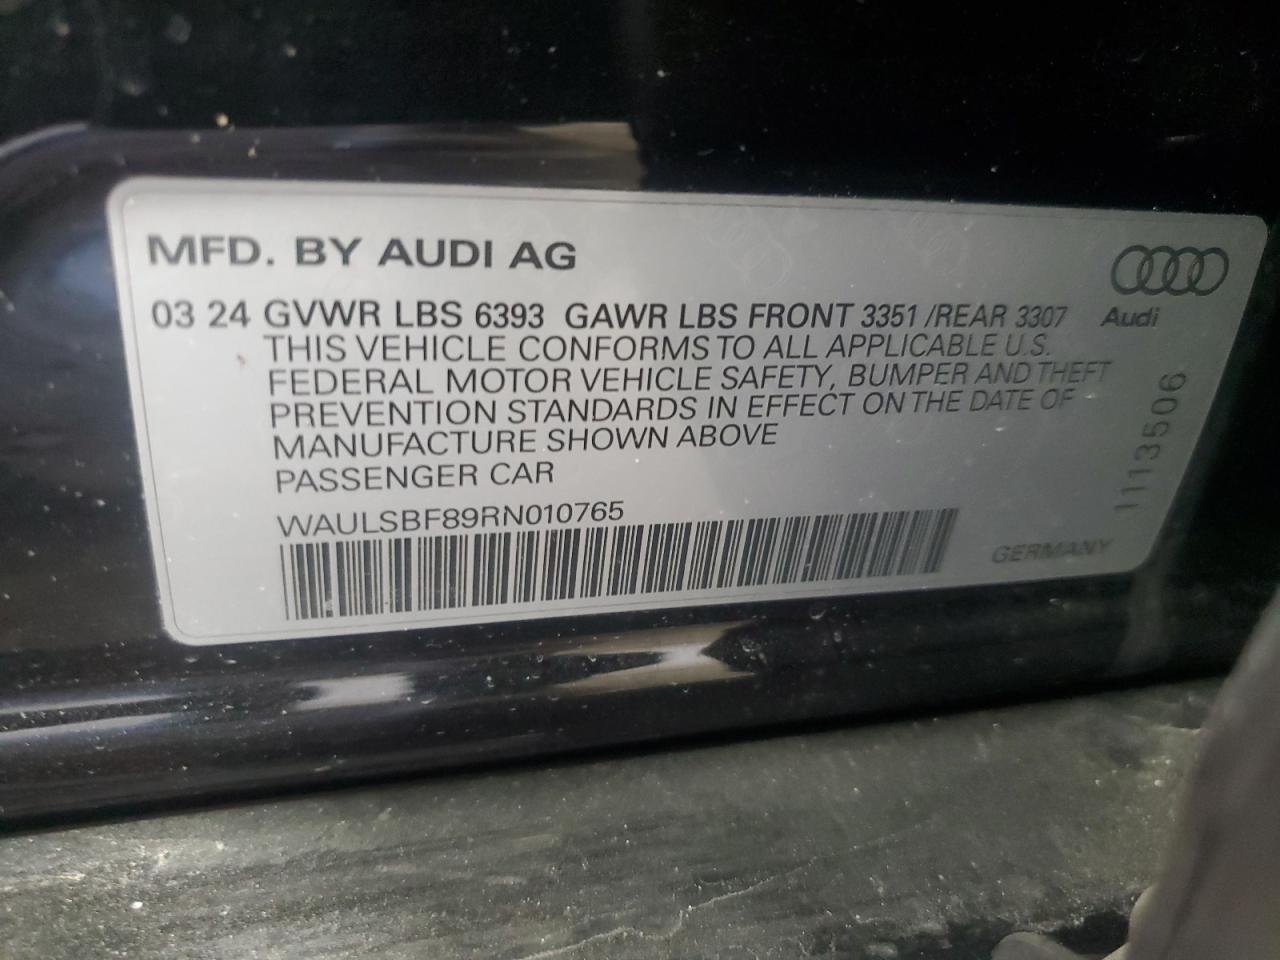 MFD. BY AUDI AG
03 24 GVWR LBS 6393 GAWR LBS FRONT 3351 /REAR 3307
Audi
THIS VEHICLE CONFORMS TO ALL APPLICABLE U.S.
FEDERAL MOTOR VEHICLE SAFETY, BUMPER AND THEFT
PREVENTION STANDARDS IN EFFECT ON THE DATE OF
MANUFACTURE SHOWN ABOVE
PASSENGER CAR
WAULSBF89RN010765
GERMANY
1113506